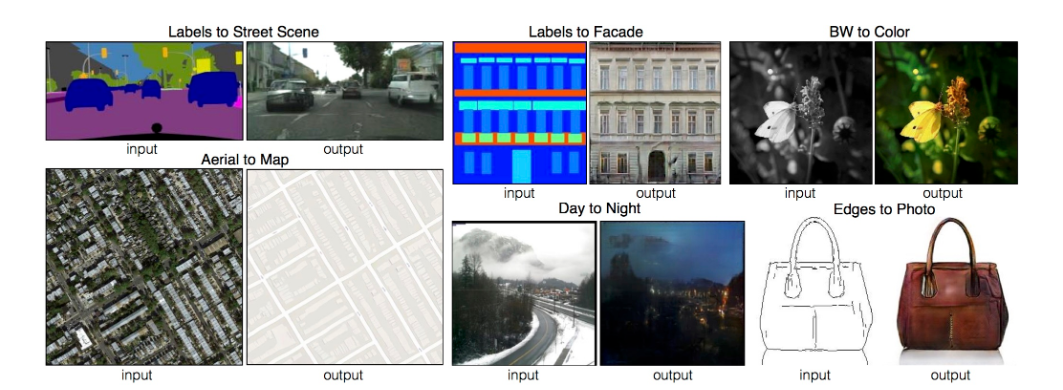 Labels to Street Scene
input
output
Aerial to Map
input
output
Labels to Facade
input
output
BW to Color
input
output
Day to Night
input
output
Edges to Photo
input
output